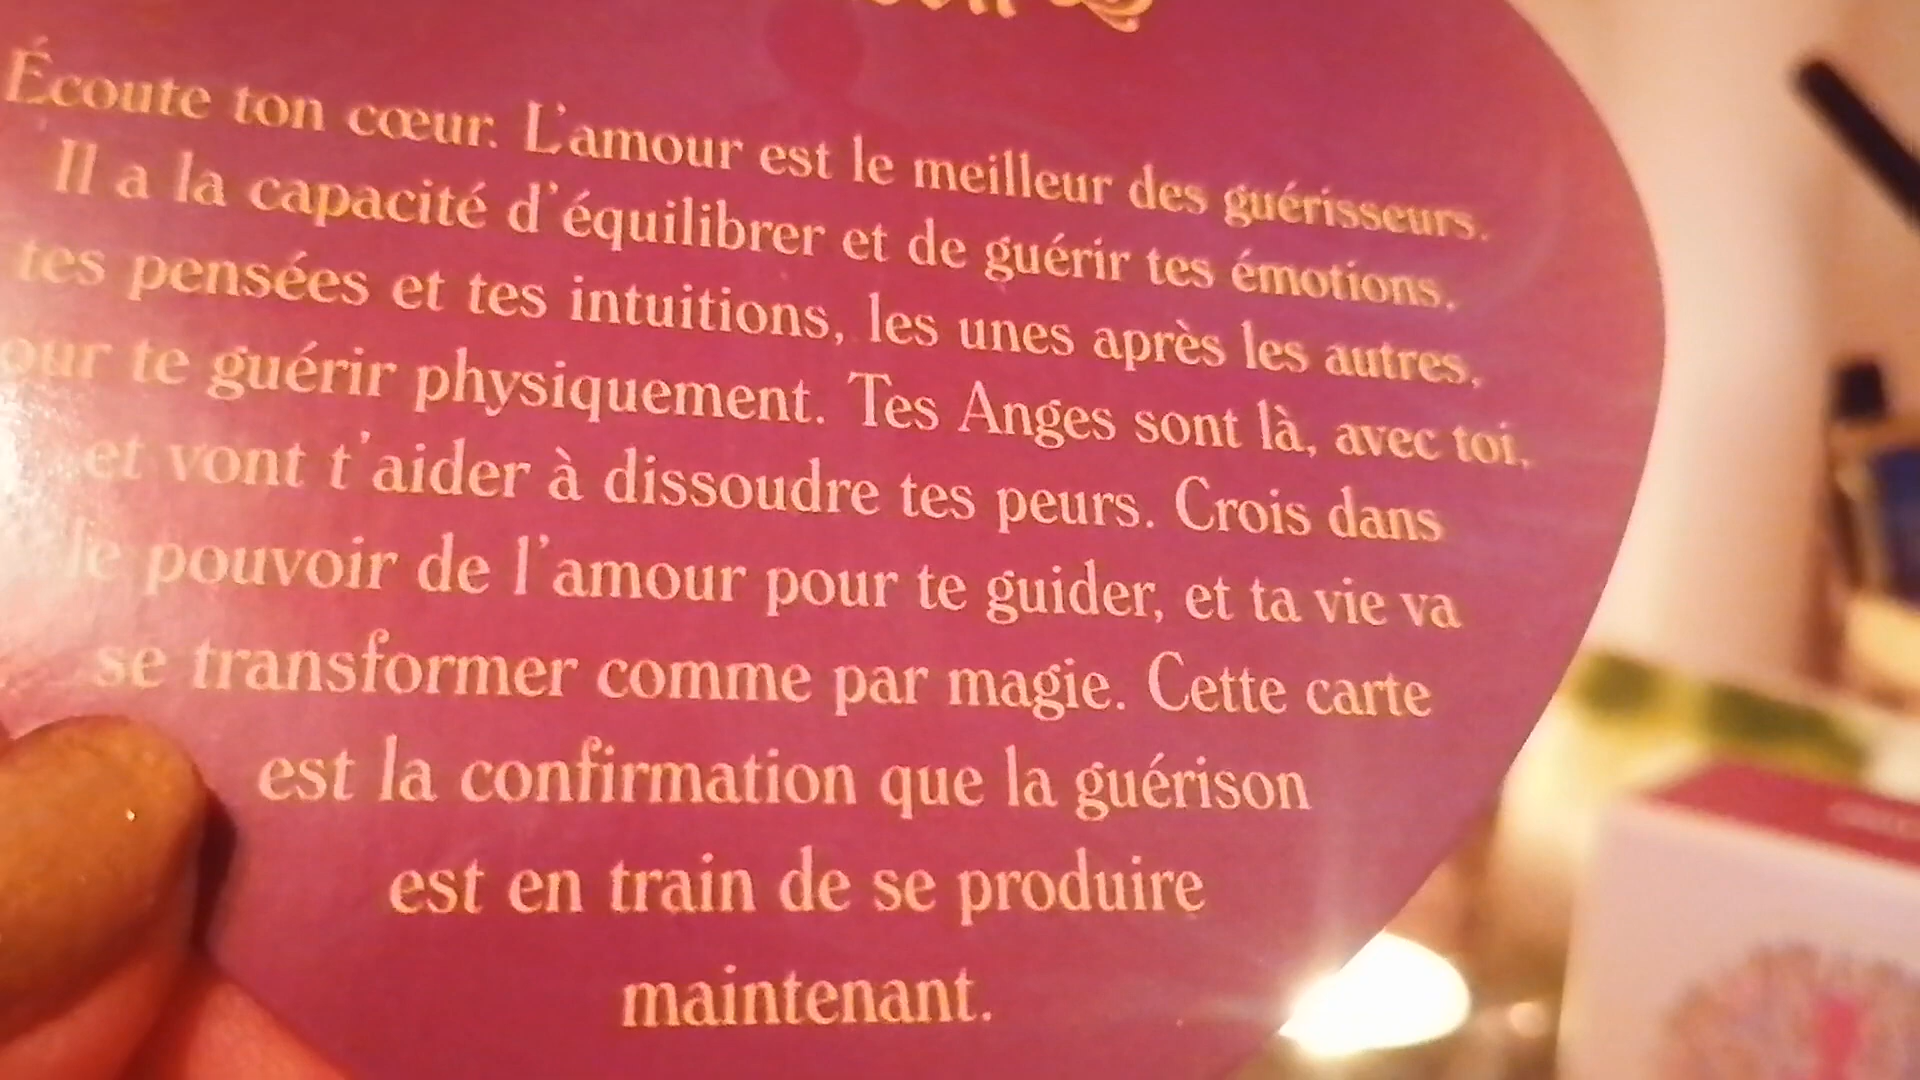 Écoute ton cœur. L'amour est le meilleur des guérisseurs.
Il a la capacité d'équilibrer et de guérir tes émotions,
tes pensées et tes intuitions, les unes après les autres,
te guérir physiquement. Tes Anges sont là, avec toi,
et vont t'aider à dissoudre tes peurs. Crois dans
le pouvoir de l'amour pour te guider, et ta vie va
se transformer comme par magie. Cette carte
est la confirmation que la guérison
est en train de se produire
maintenant.